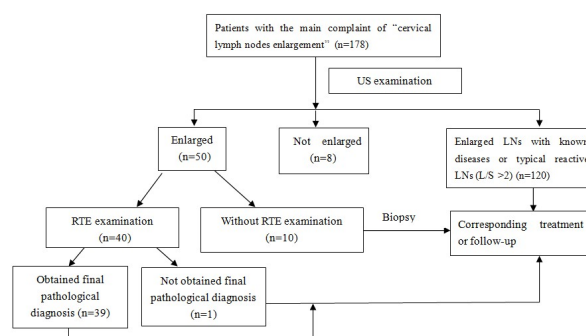 Patients with the main complaint of "cervical
lymph nodes enlargement" (n=178)
US examination
Enlarged
(n=50)
Not enlarged
(n=8)
Enlarged LNs with known
diseases or typical reactive
LNs (L/S >2) (n=120)
RTE examination
(n=40)
Without RTE examination
(n=10)
Biopsy
Corresponding treatment
or follow-up
Obtained final
pathological
diagnosis (n=39)
Not obtained final
pathological diagnosis
(n=1)